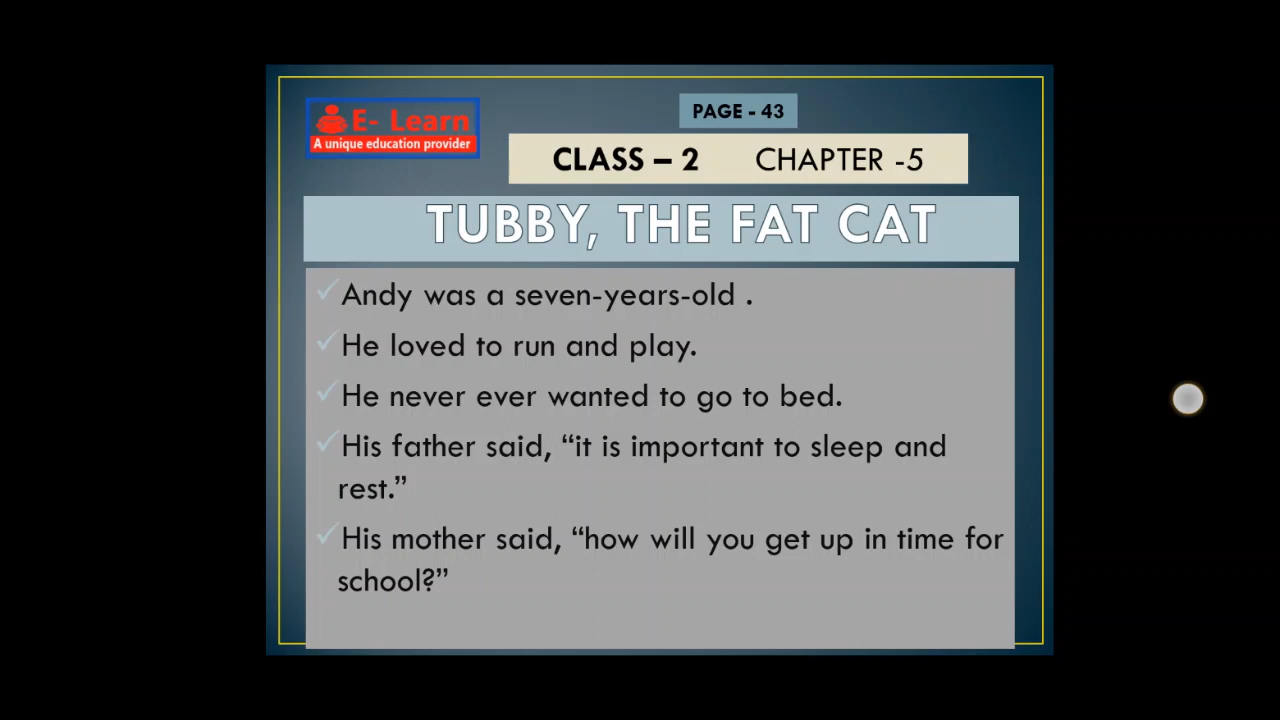 E- Learn
A unique education provider
PAGE - 43
CLASS – 2 CHAPTER -5
TUBBY, THE FAT CAT
✓Andy was a seven-years-old .
✓He loved to run and play.
✓He never ever wanted to go to bed.
✓His father said, “it is important to sleep and
rest.”
✓His mother said, “how will you get up in time for
school?”